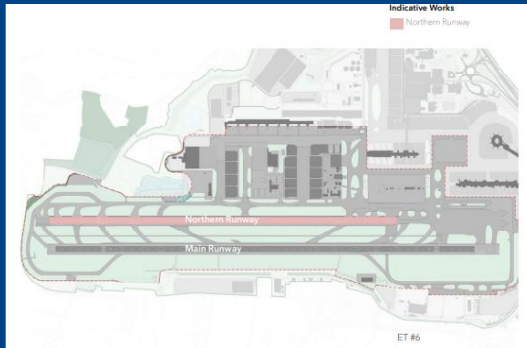 Indicative Works
Northern Runway
Northern Runway
Main Runway
ET #6